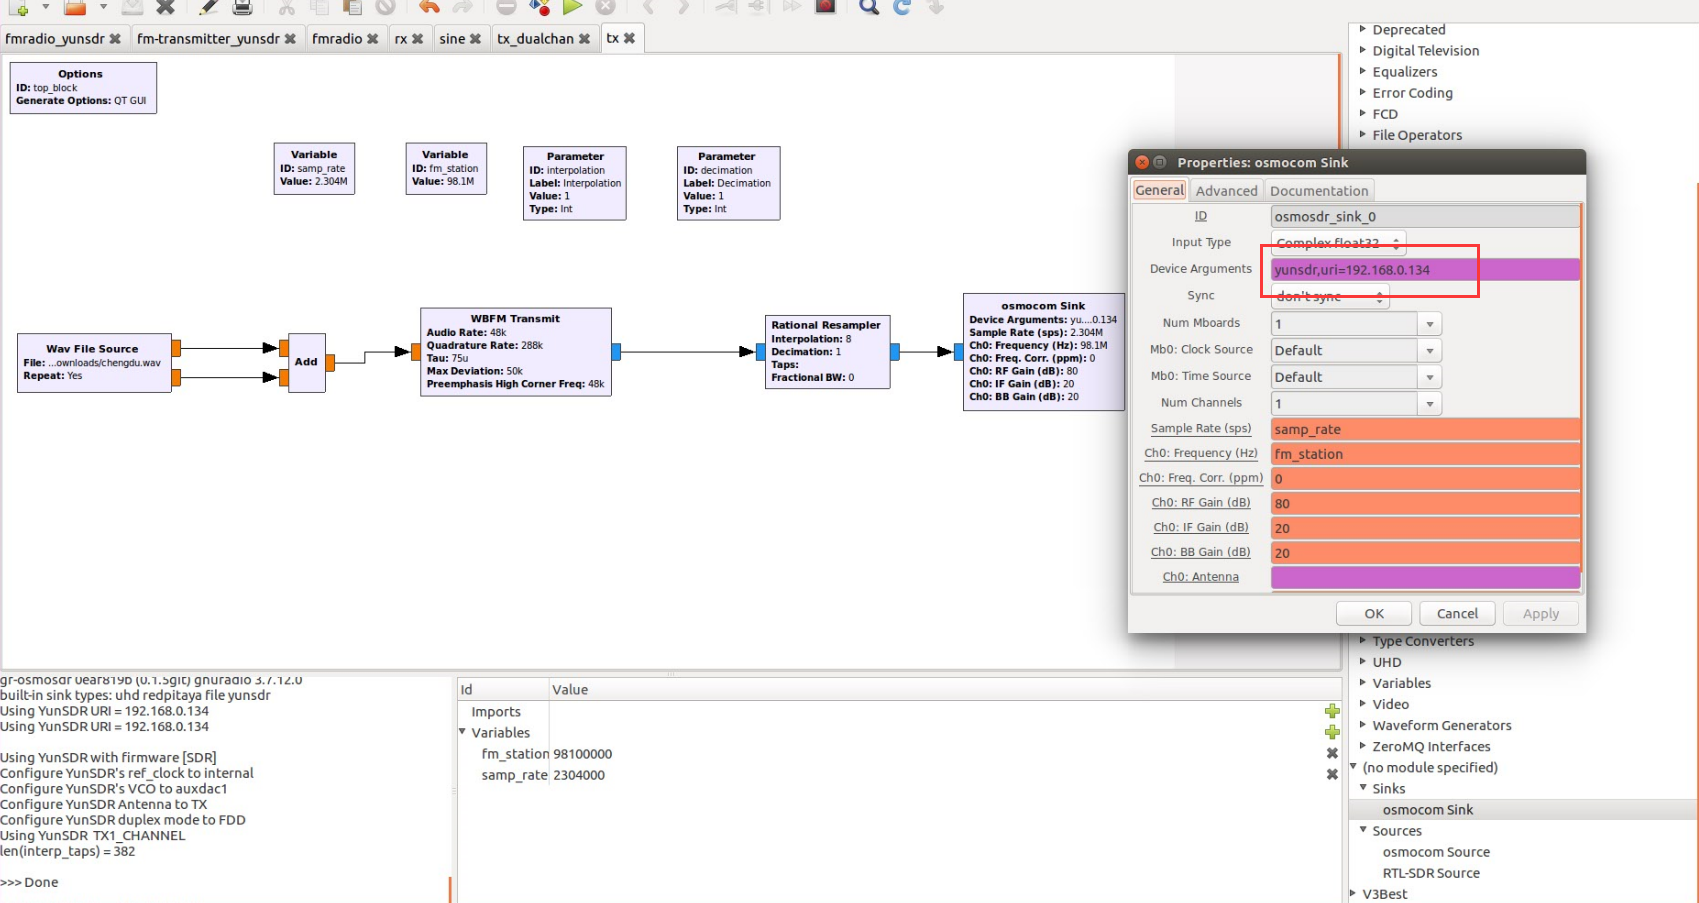 fmradio_yunsdr
fm-transmitter_yunsdr
fmradio
rx
sine
tx_dualchan
tx
Options
ID: top_block
Generate Options: QT GUI
Variable
ID: samp_rate
Value: 2.304M
Variable
ID: fm_station
Value: 98.1M
Parameter
ID: interpolation
Label: Interpolation
Value: 1
Type: Int
Parameter
ID: decimation
Label: Decimation
Value: 1
Type: Int
Wav File Source
File: ...ownloads/chengdu.wav
Repeat: Yes
Add
WBFM Transmit
Audio Rate: 48k
Quadrature Rate: 288k
Tau: 75u
Max Deviation: 50k
Preemphasis High Corner Freq: 48k
Rational Resampler
Interpolation: 8
Decimation: 1
Taps:
Fractional BW: 0
osmocom Sink
Device Arguments: yu....0.134
Sample Rate (sps): 2.304M
Ch0: Frequency (Hz): 98.1M
Ch0: Freq. Corr. (ppm): 0
Ch0: RF Gain (dB): 80
Ch0: IF Gain (dB): 20
Ch0: BB Gain (dB): 20
Deprecated
Digital Television
Equalizers
Error Coding
FCD
File Operators
Properties: osmocom Sink
General Advanced Documentation
ID osmosdr_sink_0
Input Type Complex float32
Device Arguments yunsdr,uri=192.168.0.134
Sync don't sync
Num Mboards 1
Mb0: Clock Source Default
Mb0: Time Source Default
Num Channels 1
Sample Rate (sps) samp_rate
Ch0: Frequency (Hz) fm_station
Ch0: Freq. Corr. (ppm) 0
Ch0: RF Gain (dB) 80
Ch0: IF Gain (dB) 20
Ch0: BB Gain (dB) 20
Ch0: Antenna
OK Cancel Apply
Type Converters
UHD
Variables
Video
Waveform Generators
ZeroMQ Interfaces
(no module specified)
Sinks
osmocom Sink
Sources
osmocom Source
RTL-SDR Source
V3Best
gr-osmosdr 0ear819b (0.1.5git) gnuradio 3.7.12.0
built-in sink types: uhd redpitaya file yunsdr
Using YunSDR URI = 192.168.0.134
Using YunSDR URI = 192.168.0.134
Using YunSDR with firmware [SDR]
Configure YunSDR's ref_clock to internal
Configure YunSDR's VCO to auxdac1
Configure YunSDR Antenna to TX
Configure YunSDR duplex mode to FDD
Using YunSDR TX1_CHANNEL
len(interp_taps) = 382
>>> Done
Id Value
Imports
Variables
fm_station 98100000
samp_rate 2304000